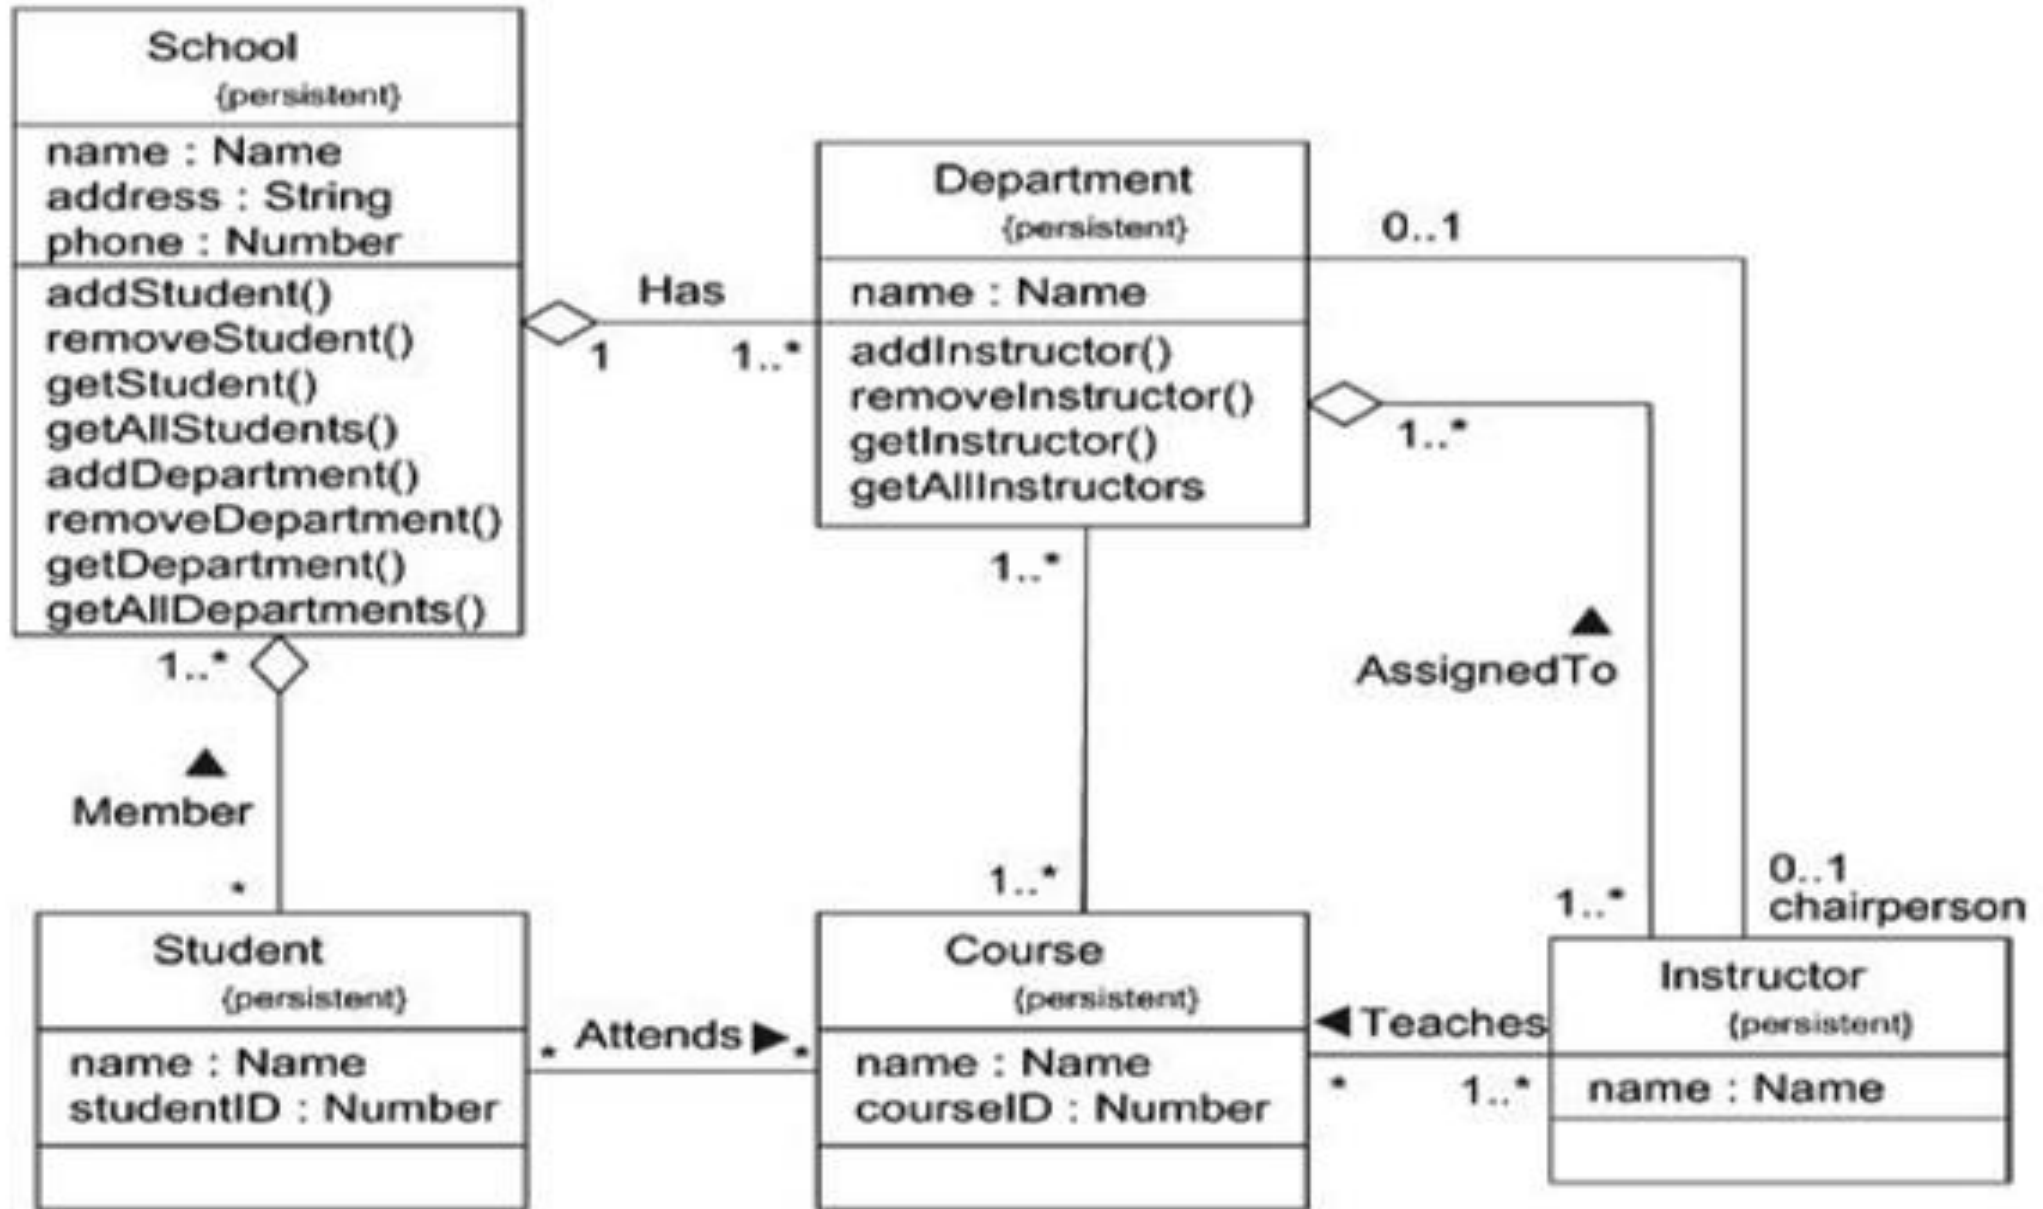 School
{persistent}
name : Name
address : String
phone : Number
addStudent()
removeStudent()
getStudent()
getAllStudents()
addDepartment()
removeDepartment()
getDepartment()
getAllDepartments()
Has
1
1..*
Department
{persistent}
name : Name
addInstructor()
removeInstructor()
getInstructor()
getAllInstructors
0..1
1..*
1..*
1..*
Member
*
AssignedTo
1..*
1..*
0..1
chairperson
Student
{persistent}
name : Name
studentID : Number
* Attends *
Course
{persistent}
name : Name
courseID : Number
Teaches
* 1..*
Instructor
{persistent}
name : Name